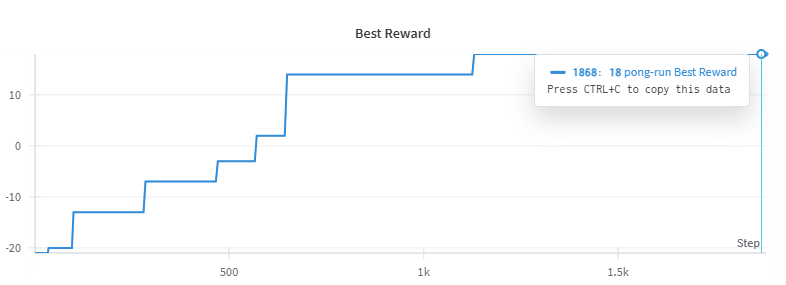 Best Reward
1868: 18 pong-run Best Reward
Press CTRL+C to copy this data
10
0
-10
-20
Step
500
1k
1.5k